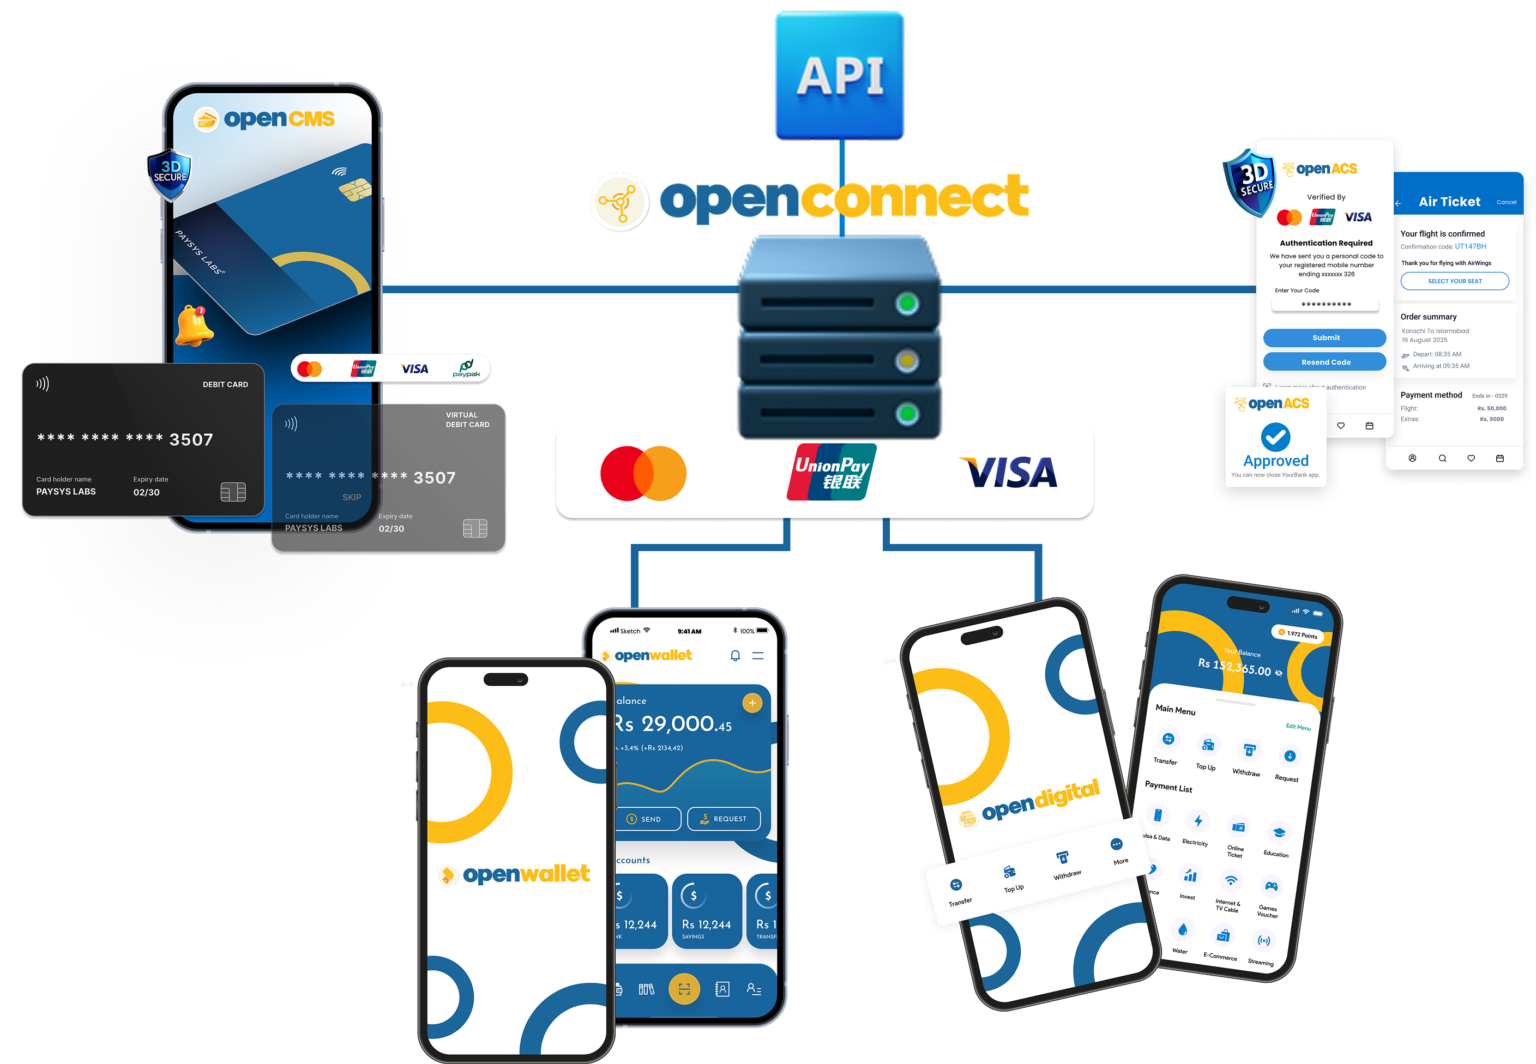 API
openconnect
openCMS
3D
SECURE
PAYSYS LABS
1
DEBIT CARD
**** **** **** 3507
Card holder name
Expiry date
PAYSYS LABS
02/30
UnionPay
VISA
paypak
VIRTUAL
DEBIT CARD
**** **** **** 3507
SKIP
Card holder name
Expiry date
PAYSYS LABS
02/30
UnionPay
银联
VISA
3D
SECURE
openACS
Verified By
UnionPay
VISA
Authentication Required
We have sent you a personal code to
your registered mobile number
ending xxxxxxx 326
Enter Your Code
**********
Submit
Resend Code
authentication
openACS
Approved
You can now close YourBank app.
Air Ticket
Cancel
Your flight is confirmed
Confirmation code: UT147BH
Thank you for flying with AirWings
SELECT YOUR SEAT
Order summary
Karachi To Islamabad
19 August 2025
Depart: 08:35 AM
Arriving at 09:35 AM
Payment method
Ends in - 0329
Flight:
Rs. 50,000
Extras:
Rs. 5000
openwallet
Sketch
9:41 AM
100%
openwallet
alance
Rs 29,000.45
+3,4% (+Rs 2134,42)
SEND
REQUEST
ccounts
s 12,244
NK
Rs 12,244
SAVINGS
Rs 1
TRANSF
opendigital
Transfer
Top Up
Withdraw
More
1,972 Points
Your Balance
Rs 152,365.00
Main Menu
Edit Menu
Transfer
Top Up
Withdraw
Request
Payment List
ulsa & Data
Electricity
Online
Ticket
Education
nce
Invest
Internet &
TV Cable
Games
Voucher
Water
E-Commerce
Streaming